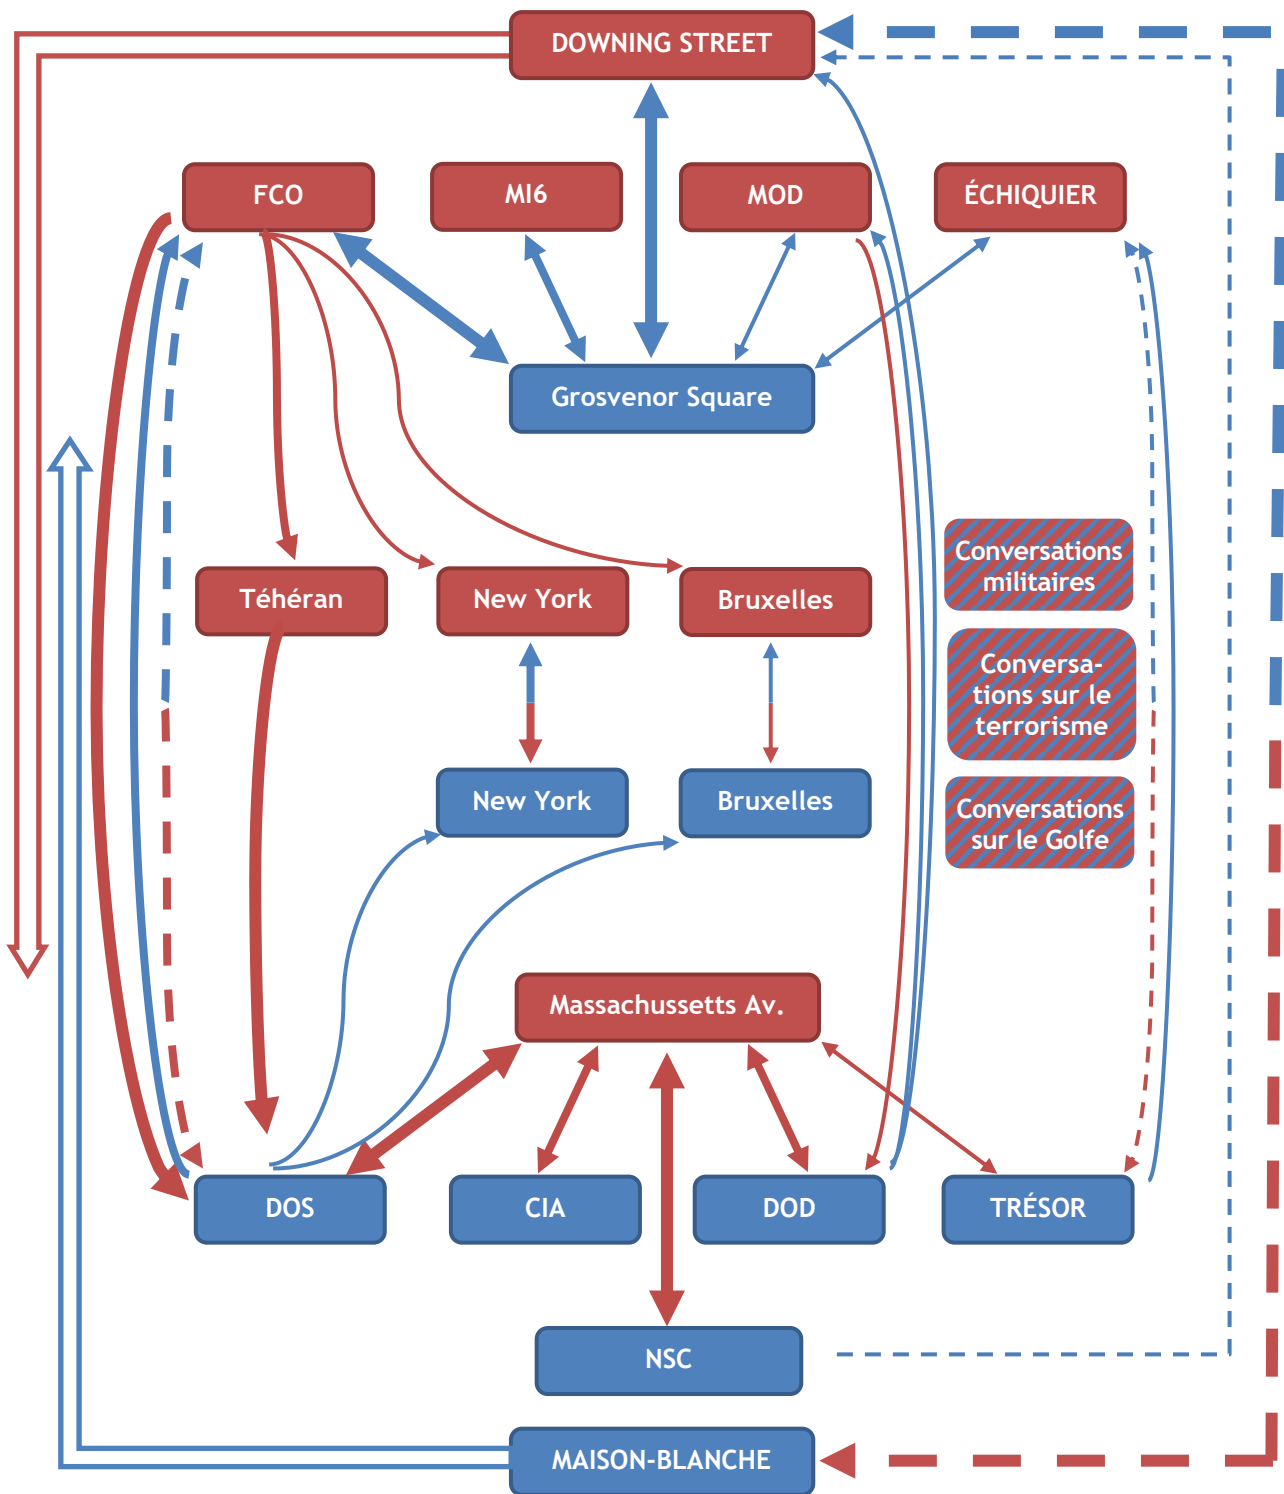 DOWNING STREET
FCO
MI6
MOD
ÉCHIQUIER
Grosvenor Square
Conversations
militaires
Téhéran
New York
Bruxelles
Conversa-
tions sur le
terrorisme
New York
Bruxelles
Conversations
sur le Golfe
Massachussetts Av.
DOS
CIA
DOD
TRÉSOR
NSC
MAISON-BLANCHE